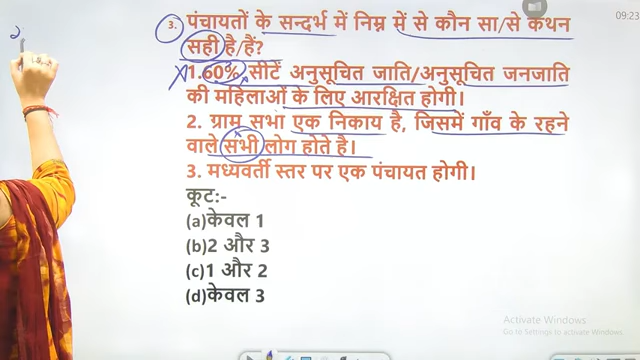 09:23
2
3. पंचायतों के सन्दर्भ में निम्न में से कौन सा/से कथन
सही है/हैं?
1.60% सीटें अनुसूचित जाति/अनुसूचित जनजाति
की महिलाओं के लिए आरक्षित होगी।
2. ग्राम सभा एक निकाय है, जिसमें गाँव के रहने
वाले सभी लोग होते है।
3. मध्यवर्ती स्तर पर एक पंचायत होगी।
कूट:-
(a)केवल 1
(b)2 और 3
(c)1 और 2
(d)केवल 3
Activate Windows
Go to Settings to activate Windows.